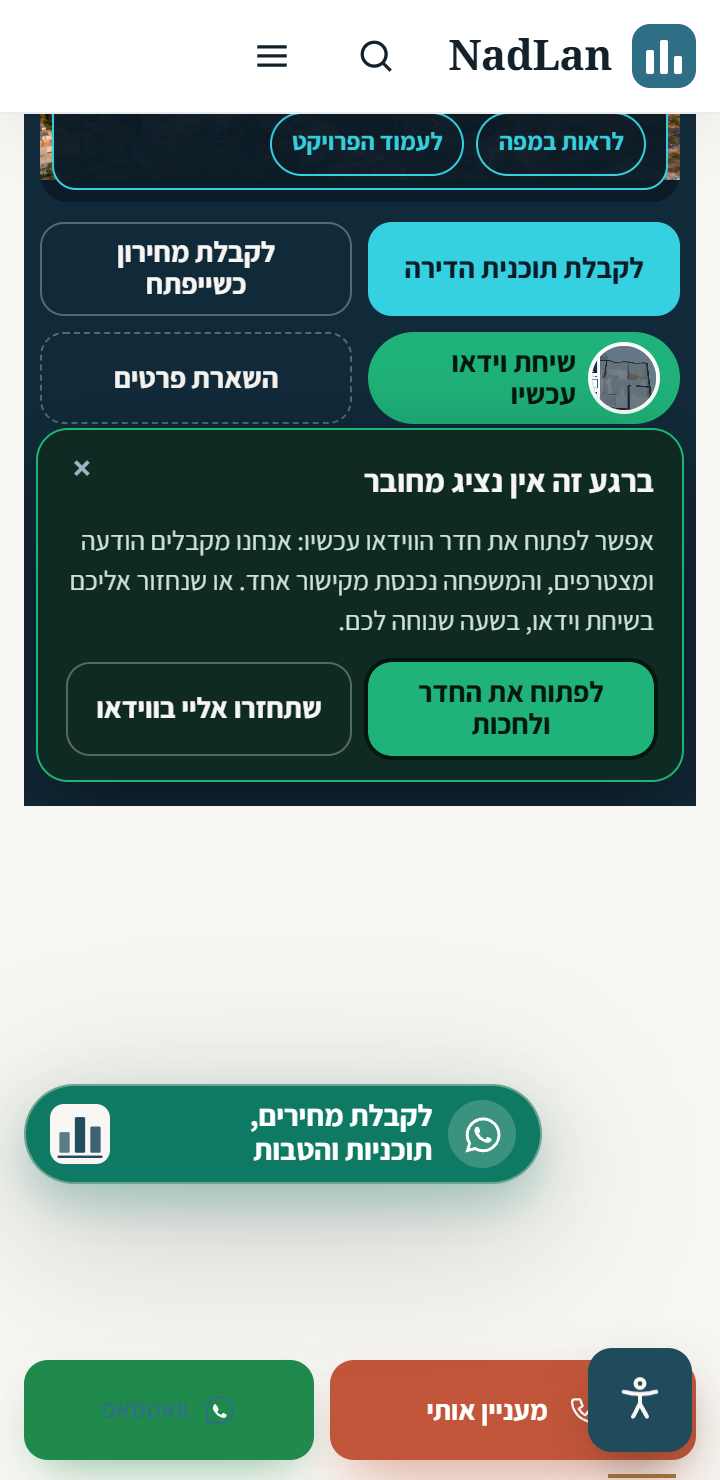 NadLan
לראות במפה
לעמוד הפרויקט
לקבלת תוכנית הדירה
לקבלת מחירון
כשייפתח
שיחת וידאו
עכשיו
השארת פרטים
ברגע זה אין נציג מחובר
×
אפשר לפתוח את חדר הווידאו עכשיו: אנחנו מקבלים הודעה
ומצטרפים, והמשפחה נכנסת מקישור אחד. או שנחזור אליכם
בשיחת וידאו, בשעה שנוחה לכם.
לפתוח את החדר
ולחכות
שתחזרו אליי בווידאו
לקבלת מחירים,
תוכניות והטבות
מעניין אותי
וואטסאפ